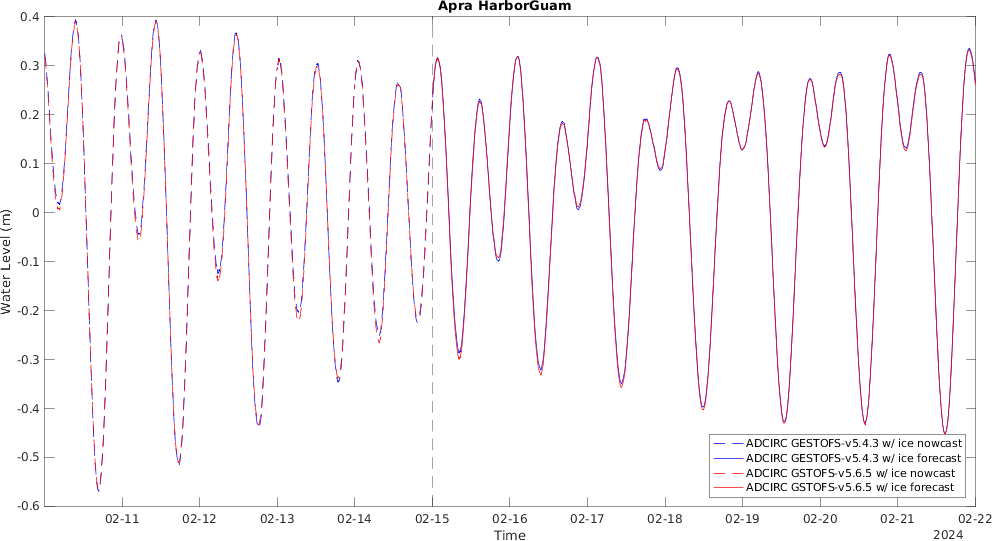 Apra HarborGuam
0.4
0.3
0.2
0.1
0
-0.1
-0.2
-0.3
-0.4
-0.5
-0.6
Water Level (m)
02-11 02-12 02-13 02-14 02-15 02-16 02-17 02-18 02-19 02-20 02-21 02-22
Time
2024
ADCIRC GESTOFS-v5.4.3 w/ ice nowcast
ADCIRC GESTOFS-v5.4.3 w/ ice forecast
ADCIRC GSTOFS-v5.6.5 w/ ice nowcast
ADCIRC GSTOFS-v5.6.5 w/ ice forecast